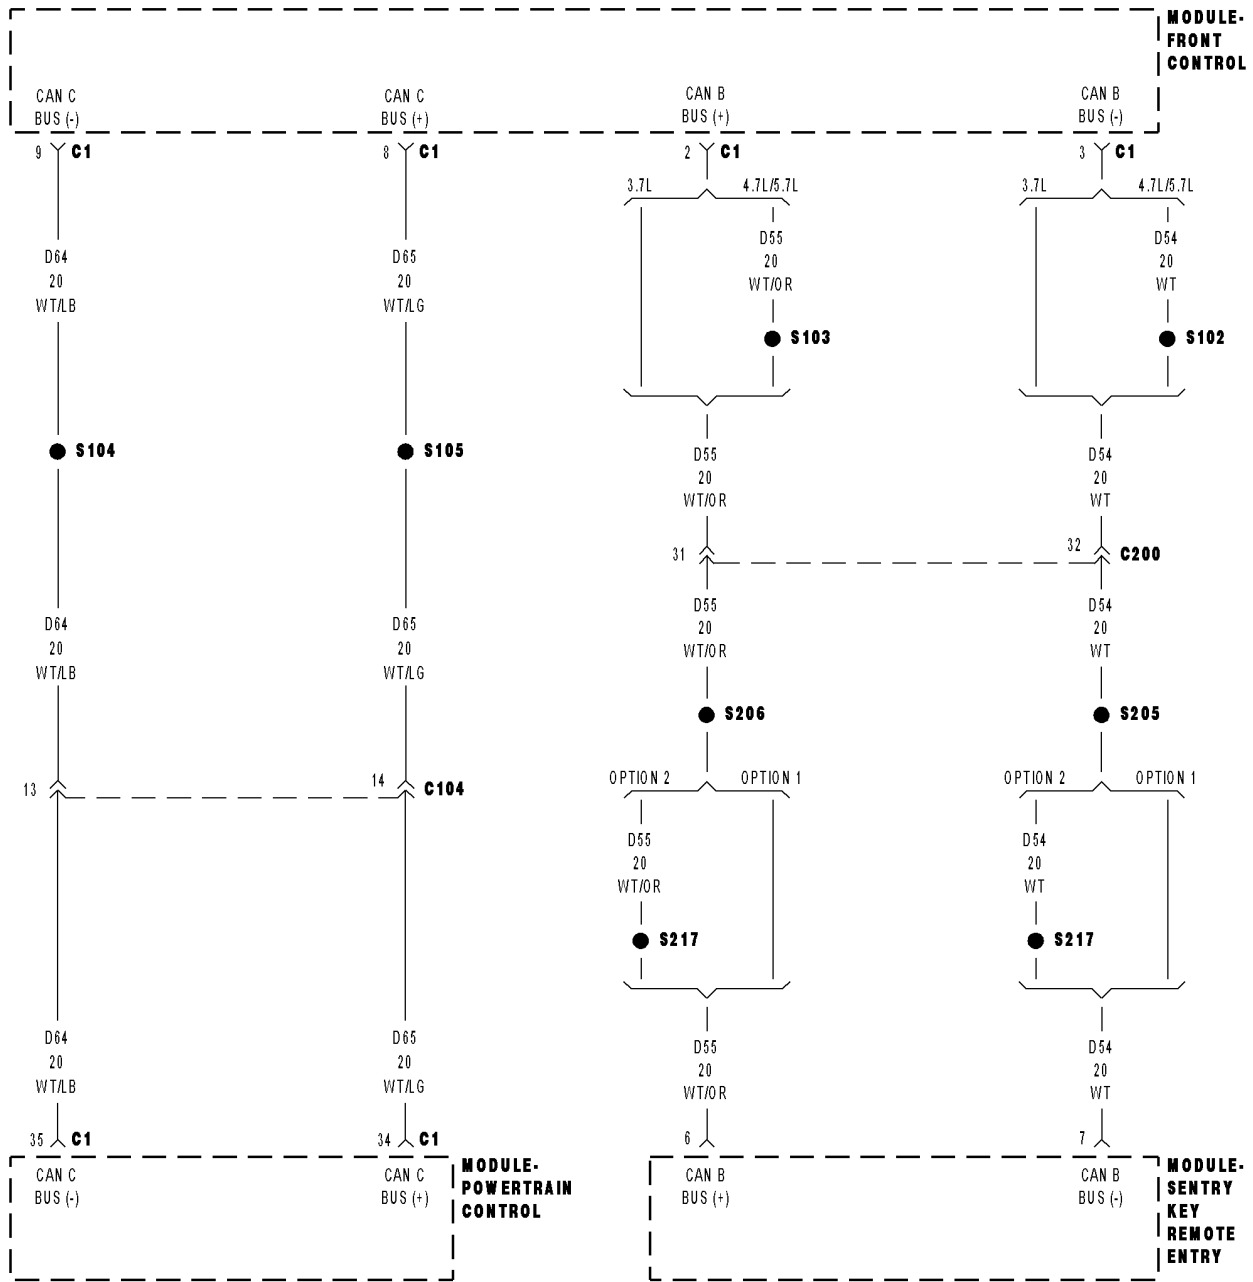 MODULE-
FRONT
CONTROL
CAN C
BUS (-)
CAN C
BUS (+)
CAN B
BUS (+)
CAN B
BUS (-)
9 C1
8 C1
2 C1
3 C1
3.7L
4.7L/5.7L
3.7L
4.7L/5.7L
D64
20
WT/LB
D65
20
WT/LG
D55
20
WT/OR
D54
20
WT
S103
S102
S104
S105
D55
20
WT/OR
D54
20
WT
31
32
C200
D64
20
WT/LB
D65
20
WT/LG
D55
20
WT/OR
D54
20
WT
S206
S205
13
14
C104
OPTION 2
OPTION 1
OPTION 2
OPTION 1
D55
20
WT/OR
D54
20
WT
S217
S217
D64
20
WT/LB
D65
20
WT/LG
D55
20
WT/OR
D54
20
WT
35 C1
34 C1
6
7
CAN C
BUS (-)
CAN C
BUS (+)
MODULE-
POWERTRAIN
CONTROL
CAN B
BUS (+)
CAN B
BUS (-)
MODULE-
SENTRY
KEY
REMOTE
ENTRY